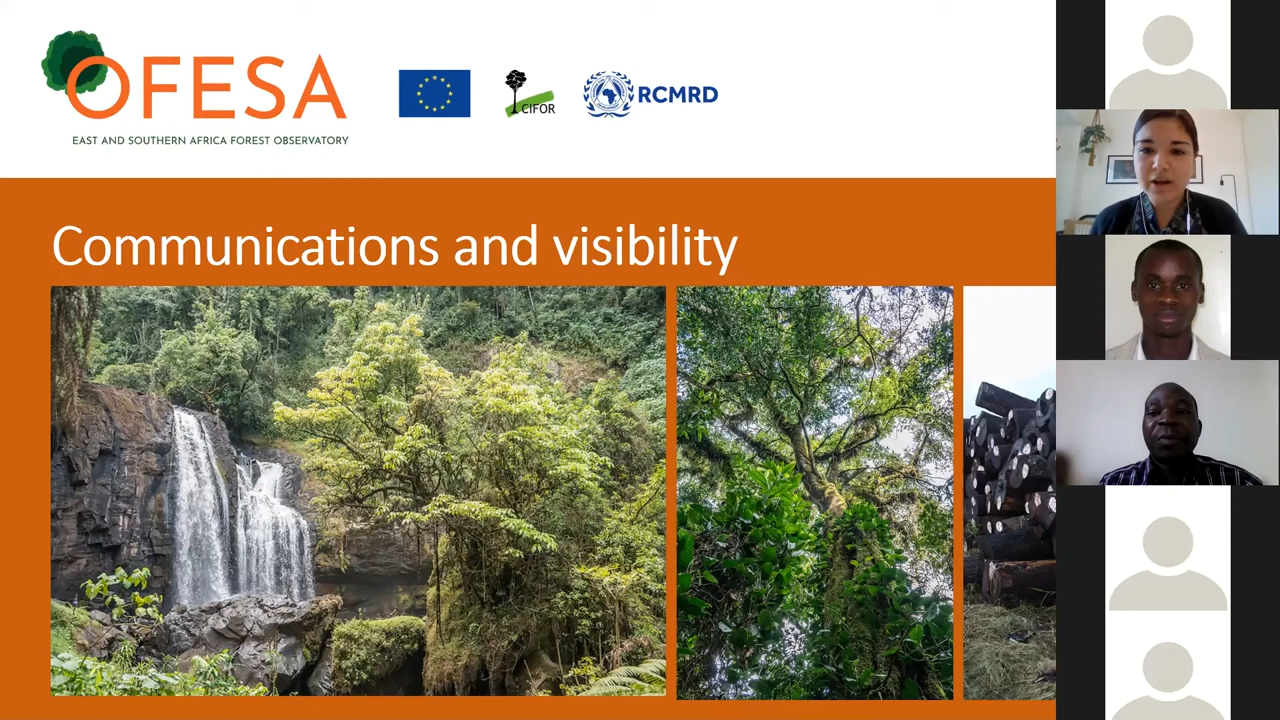 OFESA
EAST AND SOUTHERN AFRICA FOREST OBSERVATORY
CIFOR
RCMRD
Communications and visibility